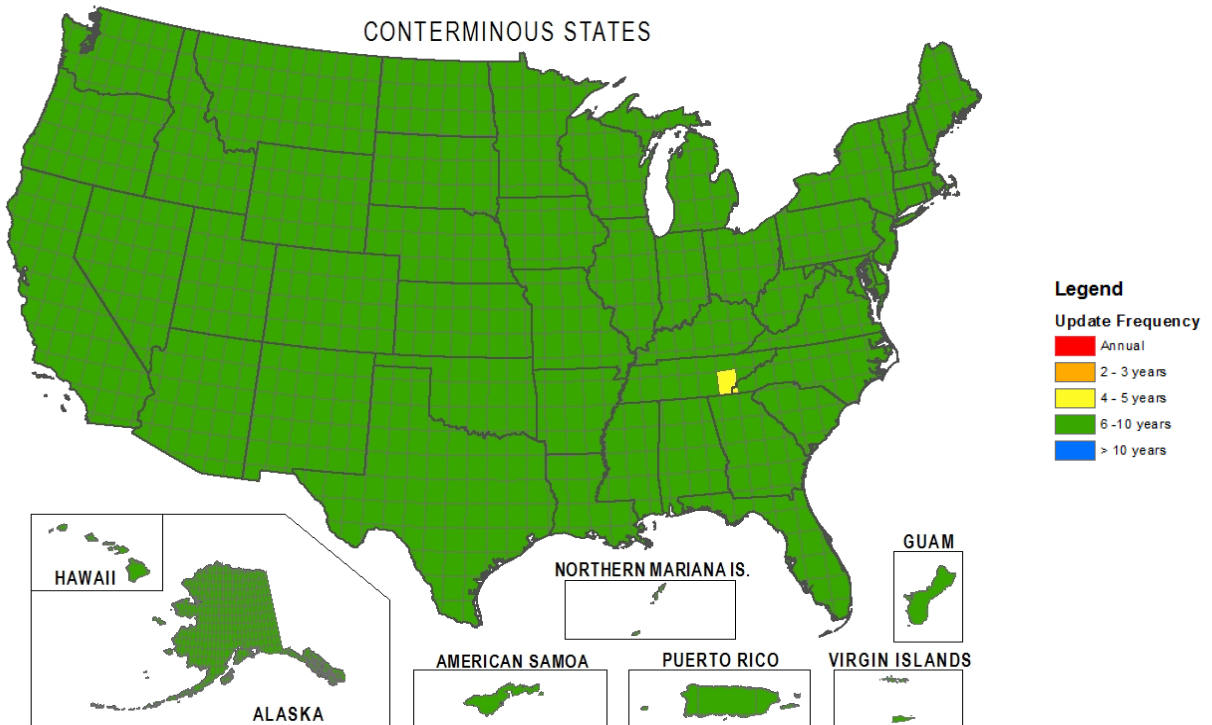 CONTERMINOUS STATES
Legend
Update Frequency
Annual
2 - 3 years
4 - 5 years
6 -10 years
> 10 years
HAWAII
ALASKA
NORTHERN MARIANA IS.
GUAM
AMERICAN SAMOA
PUERTO RICO
VIRGIN ISLANDS